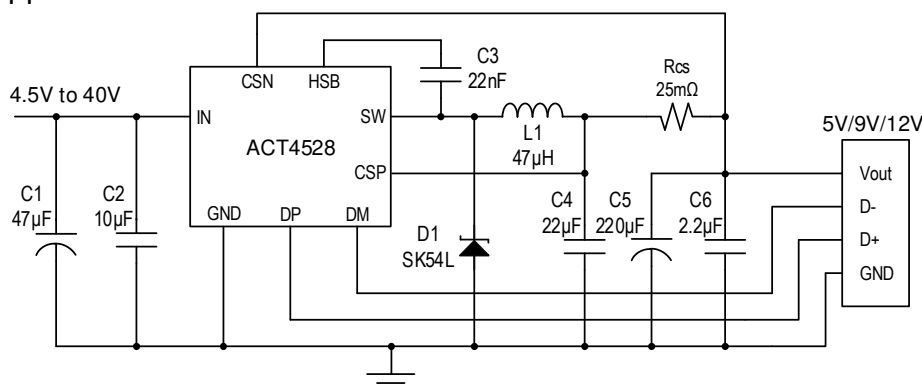 CSN
HSB
C3
22nF
Rcs
25mΩ
4.5V to 40V
IN
SW
L1
47µH
5V/9V/12V
ACT4528
CSP
Vout
C1
47µF
C2
10µF
GND
DP
DM
D1
SK54L
C4
22µF
C5
220µF
C6
2.2µF
D-
D+
GND